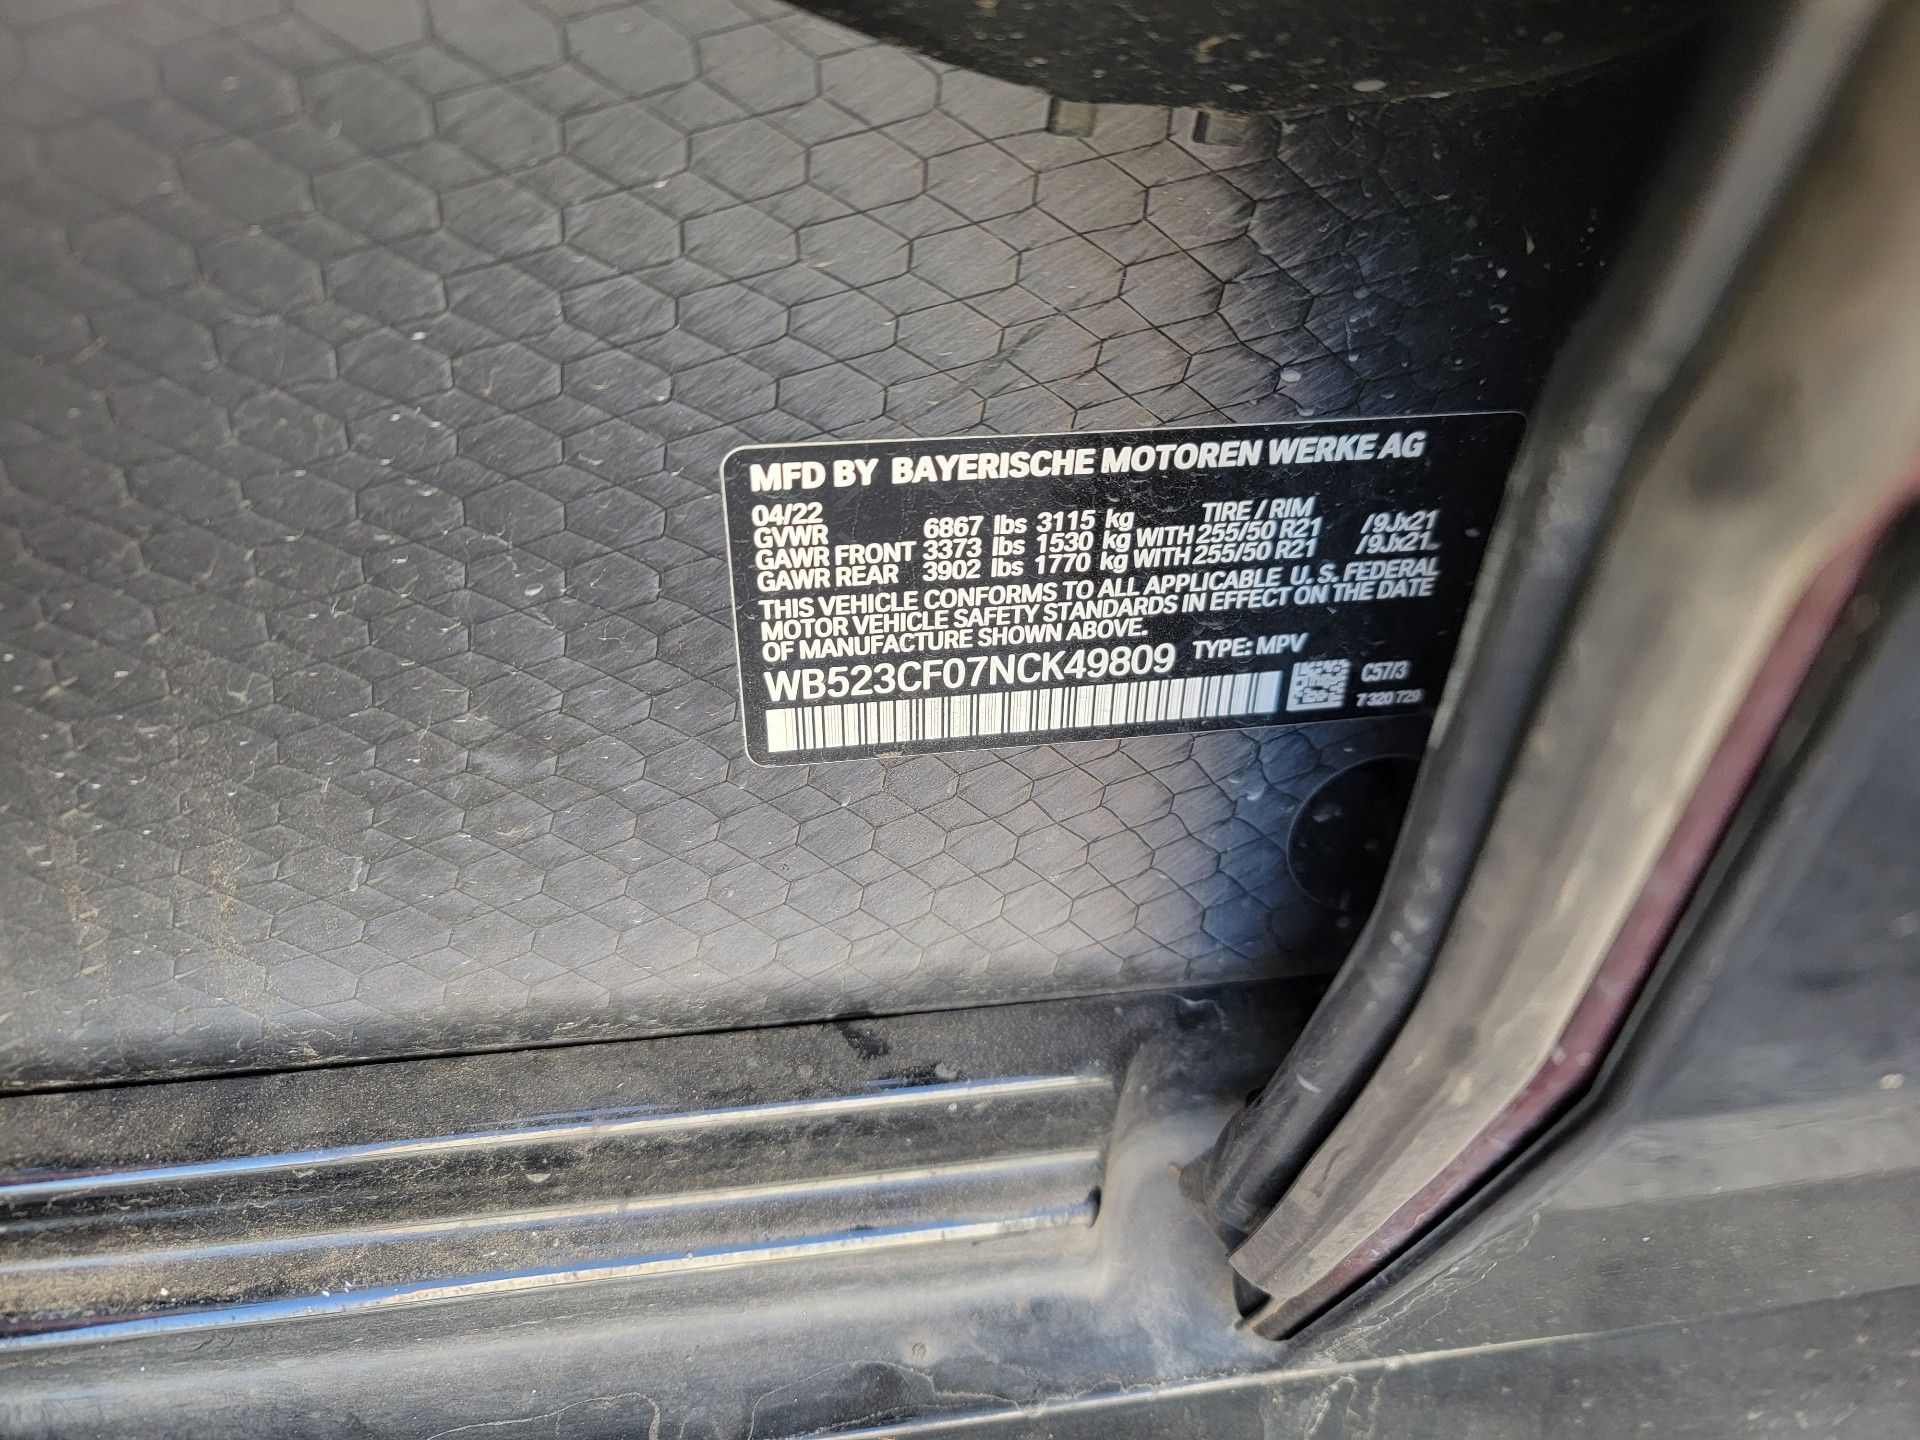 MFD BY BAYERISCHE MOTOREN WERKE AG
04/22 TIRE / RIM
GVWR 6867 lbs 3115 kg
GAWR FRONT 3373 lbs 1530 kg WITH 255/50 R21 /9Jx21
GAWR REAR 3902 lbs 1770 kg WITH 255/50 R21 /9Jx21
THIS VEHICLE CONFORMS TO ALL APPLICABLE U.S. FEDERAL
MOTOR VEHICLE SAFETY STANDARDS IN EFFECT ON THE DATE
OF MANUFACTURE SHOWN ABOVE.
WB523CF07NCK49809 TYPE: MPV
C57/3
7 320 729